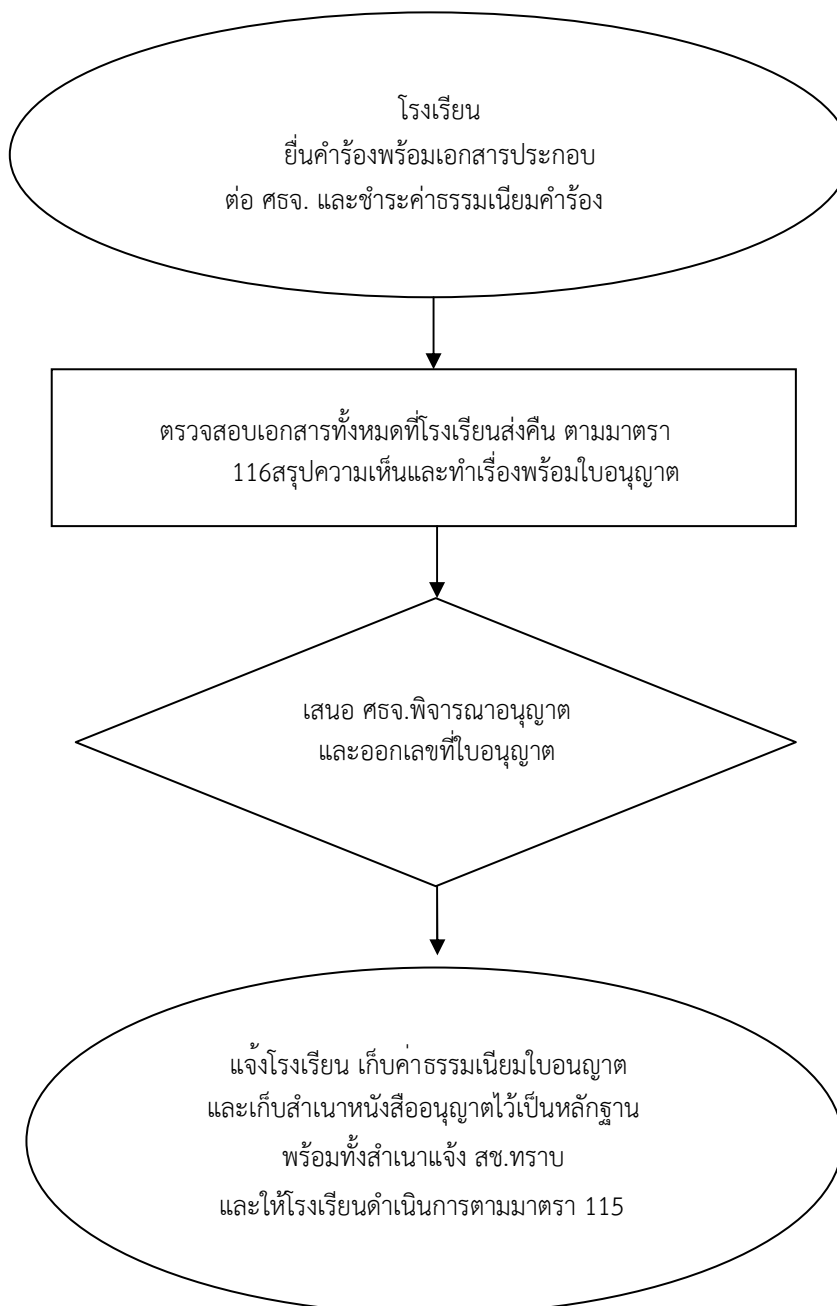 โรงเรียน
ยื่นคำร้องพร้อมเอกสารประกอบ
ต่อ ศธจ. และชำระค่าธรรมเนียมคำร้อง
ตรวจสอบเอกสารทั้งหมดที่โรงเรียนส่งคืน ตามมาตรา
116สรุปความเห็นและทำเรื่องพร้อมใบอนุญาต
เสนอ ศธจ.พิจารณาอนุญาต
และออกเลขที่ใบอนุญาต
แจ้งโรงเรียน เก็บค่าธรรมเนียมใบอนญาต
และเก็บสำเนาหนังสืออนุญาตไว้เป็นหลักฐาน
พร้อมทั้งสำเนาแจ้ง สช.ทราบ
และให้โรงเรียนดำเนินการตามมาตรา 115